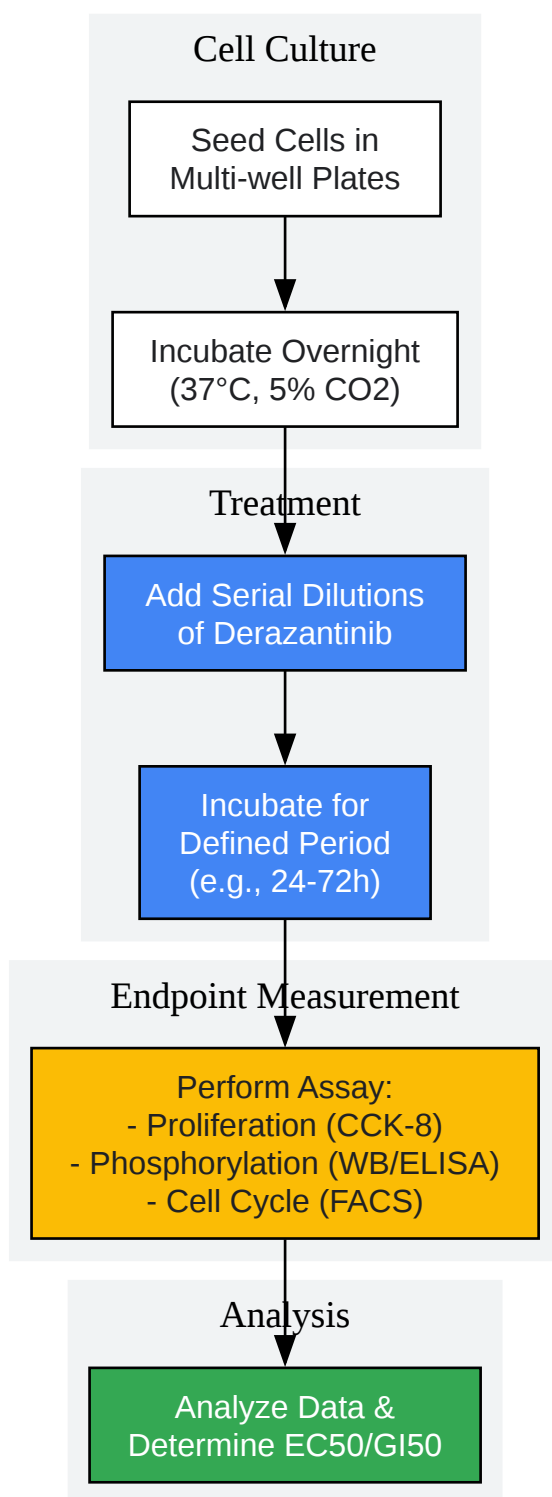 Cell Culture
Seed Cells in
Multi-well Plates
Incubate Overnight
(37°C, 5% CO2)
Treatment
Add Serial Dilutions
of Derazantinib
Incubate for
Defined Period
(e.g., 24-72h)
Endpoint Measurement
Perform Assay:
- Proliferation (CCK-8)
- Phosphorylation (WB/ELISA)
- Cell Cycle (FACS)
Analysis
Analyze Data &
Determine EC50/GI50